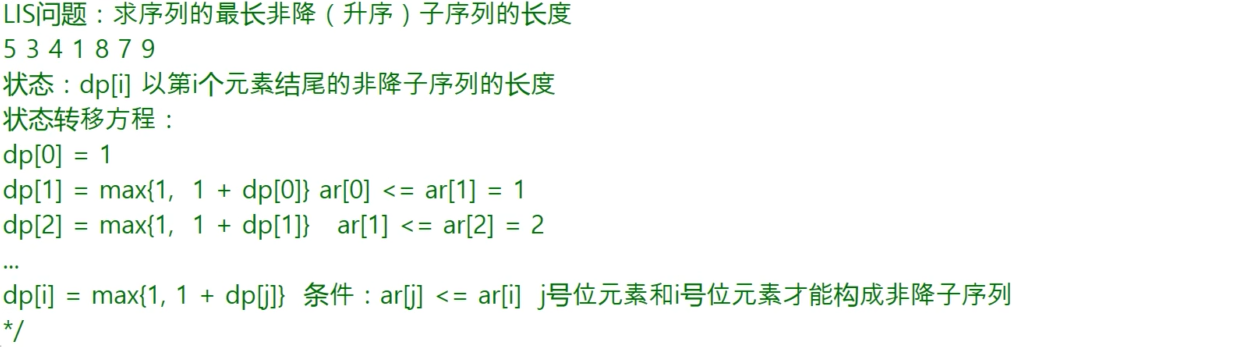 LIS问题：求序列的最长非降（升序）子序列的长度
5 3 4 1 8 7 9
状态：dp[i] 以第i个元素结尾的非降子序列的长度
状态转移方程：
dp[0] = 1
dp[1] = max{1, 1 + dp[0]} ar[0] <= ar[1] = 1
dp[2] = max{1, 1 + dp[1]} ar[1] <= ar[2] = 2
...
dp[i] = max{1, 1 + dp[j]} 条件：ar[j] <= ar[i] j号位元素和i号位元素才能构成非降子序列
*/